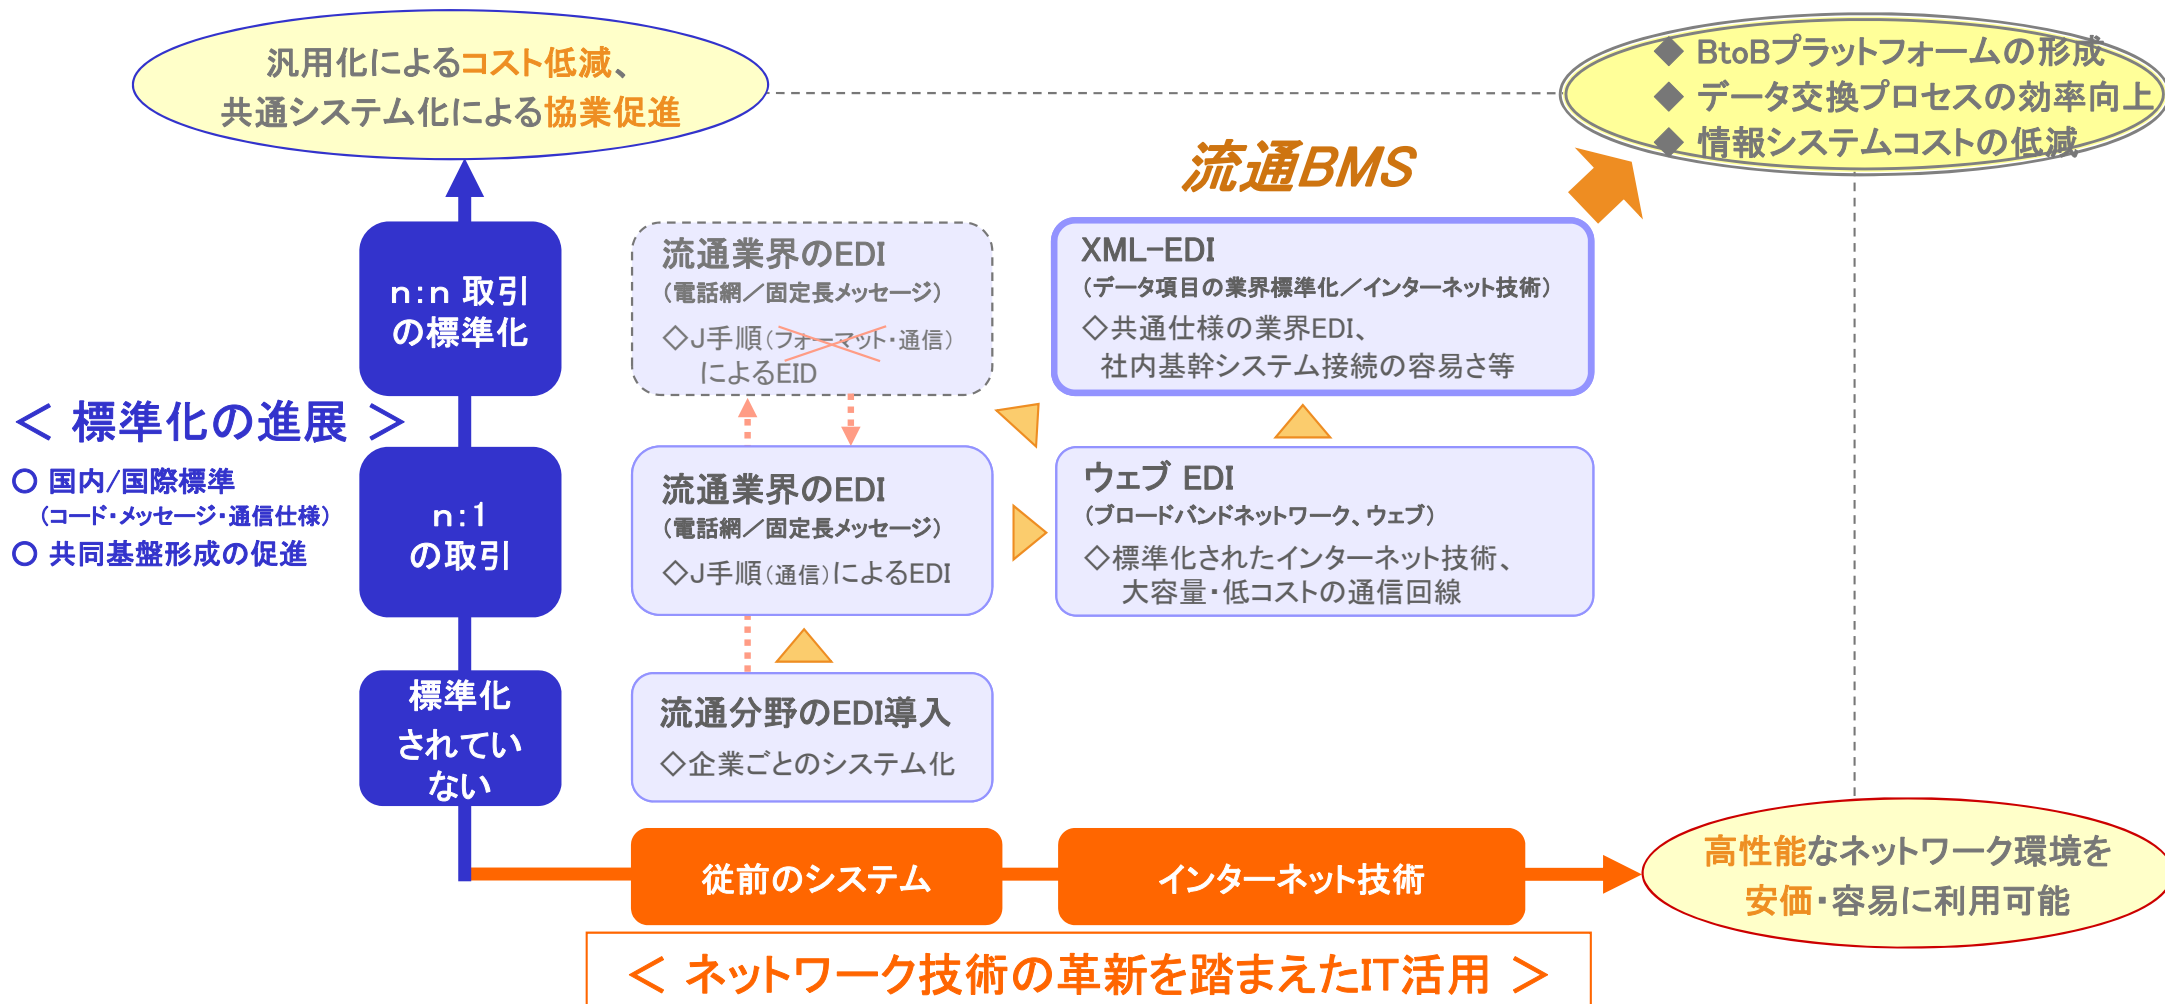 汎用化によるコスト低減、
共通システム化による協業促進
◆ BtoBプラットフォームの形成
◆ データ交換プロセスの効率向上
◆ 情報システムコストの低減
流通BMS
n:n 取引
の標準化
流通業界のEDI
（電話網／固定長メッセージ）
◇J手順（フォーマット・通信）
によるEID
XML-EDI
（データ項目の業界標準化／インターネット技術）
◇共通仕様の業界EDI、
社内基幹システム接続の容易さ等
＜ 標準化の進展 ＞
○ 国内/国際標準
（コード・メッセージ・通信仕様）
○ 共同基盤形成の促進
n:1
の取引
流通業界のEDI
（電話網／固定長メッセージ）
◇J手順（通信）によるEDI
ウェブ EDI
（ブロードバンドネットワーク、ウェブ）
◇標準化されたインターネット技術、
大容量・低コストの通信回線
標準化
されてい
ない
流通分野のEDI導入
◇企業ごとのシステム化
従前のシステム
インターネット技術
高性能なネットワーク環境を
安価・容易に利用可能
＜ ネットワーク技術の革新を踏まえたIT活用 ＞